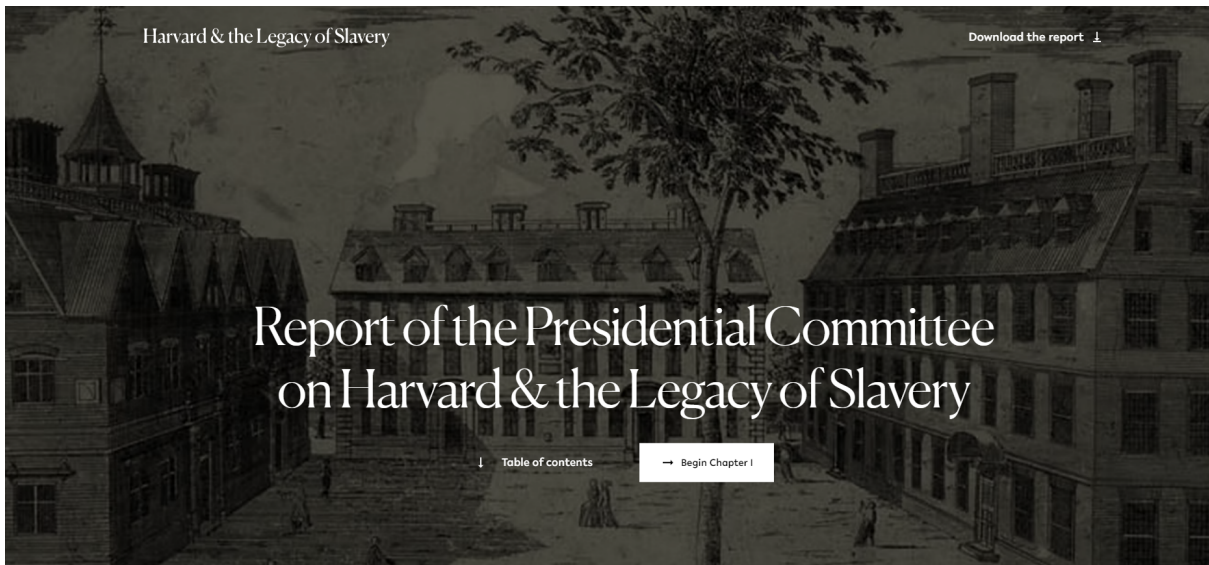 Harvard & the Legacy of Slavery
Download the report
Report of the Presidential Committee
on Harvard & the Legacy of Slavery
Table of contents
Begin Chapter I